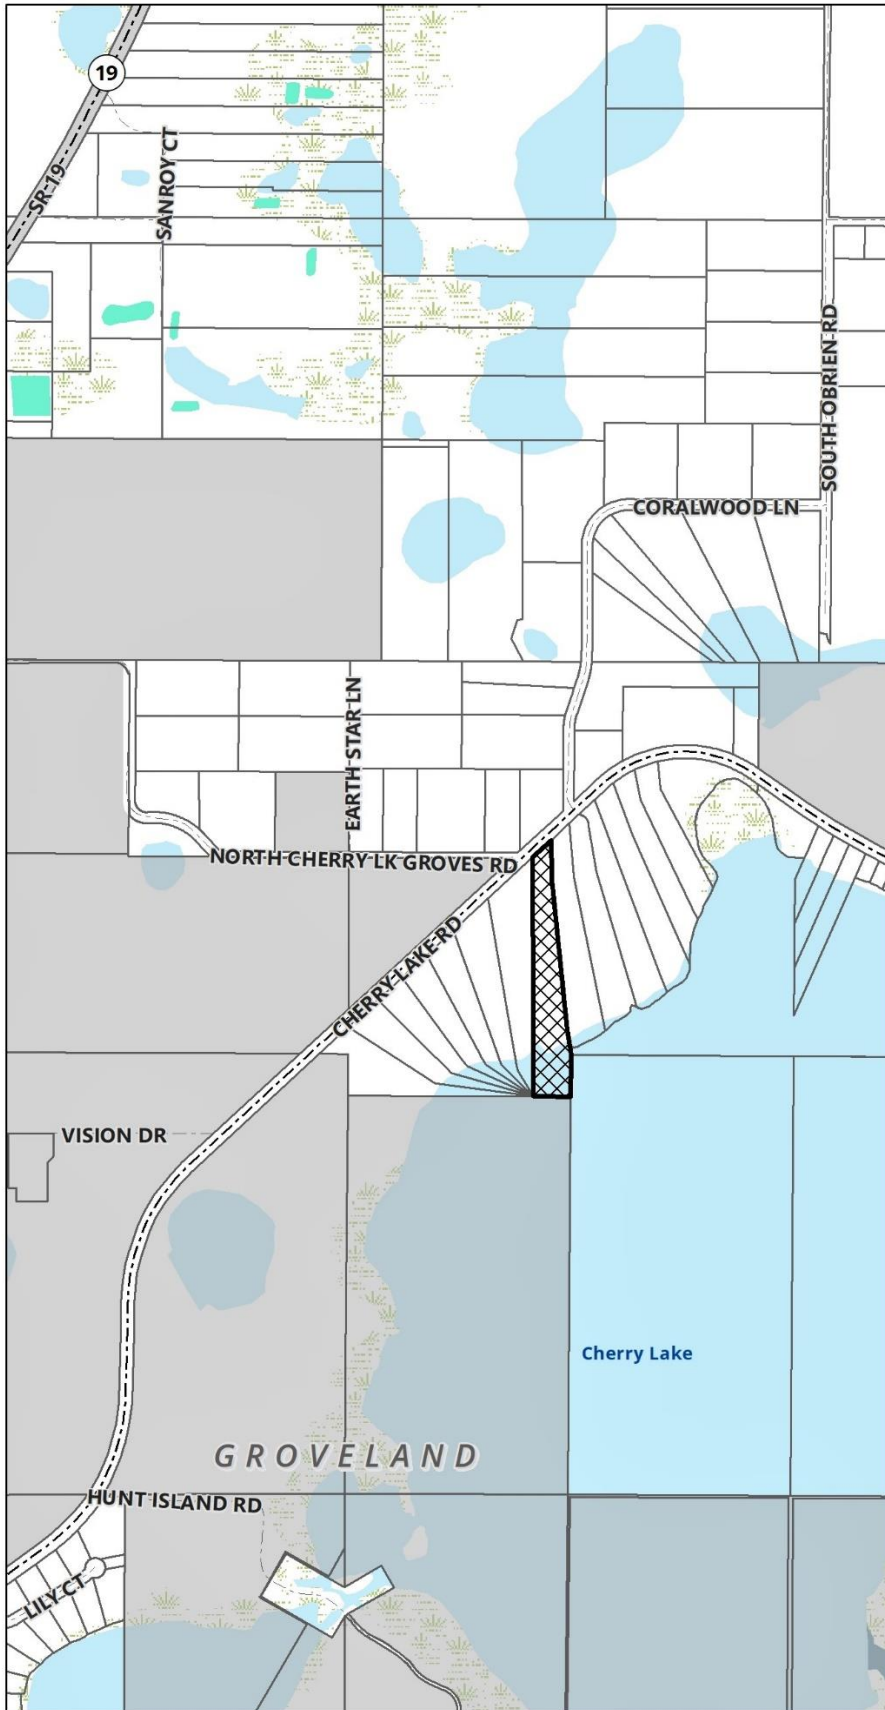 19
SR 19
SANROY CT
SOUTH OBRIEN RD
CORALWOOD LN
EARTH STAR LN
NORTH CHERRY LK GROVES RD
CHERRY LAKE RD
VISION DR
Cherry Lake
GROVELAND
HUNT ISLAND RD
LILY CT